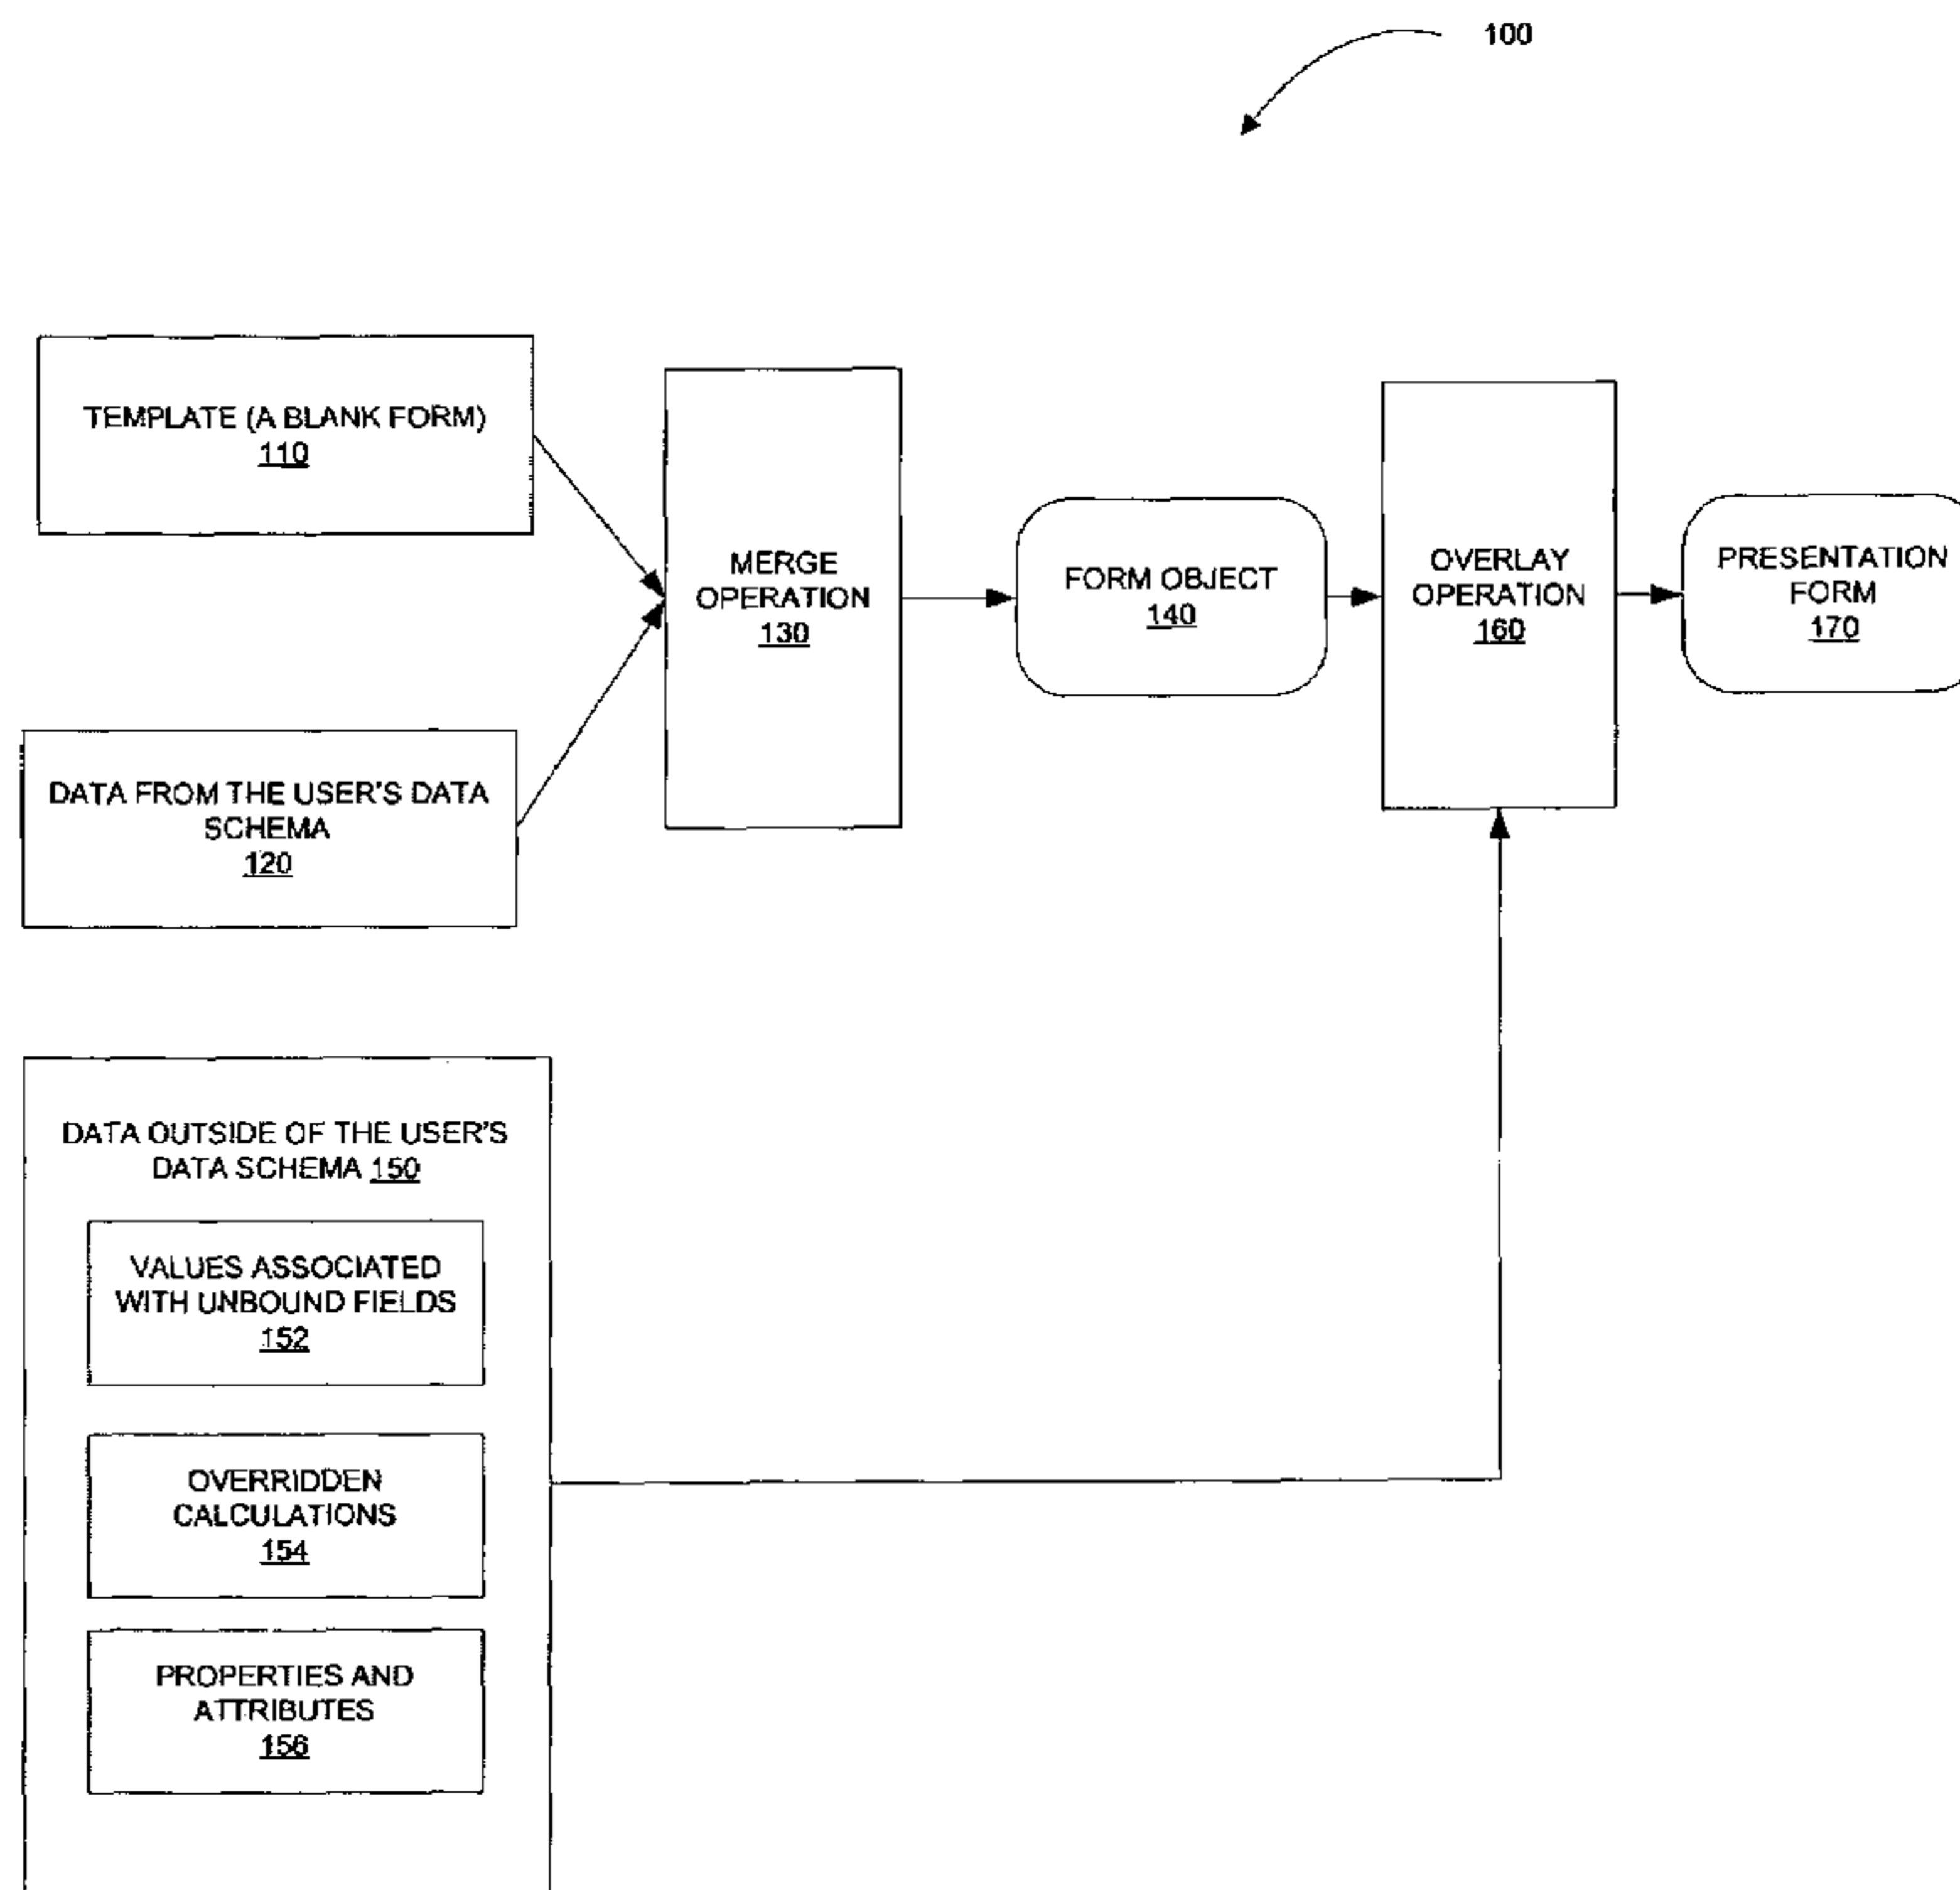 100
TEMPLATE (A BLANK FORM)
110
DATA FROM THE USER'S DATA
SCHEMA
120
MERGE
OPERATION
130
FORM OBJECT
140
OVERLAY
OPERATION
160
PRESENTATION
FORM
170
DATA OUTSIDE OF THE USER'S
DATA SCHEMA 150
VALUES ASSOCIATED
WITH UNBOUND FIELDS
152
OVERRIDDEN
CALCULATIONS
154
PROPERTIES AND
ATTRIBUTES
156